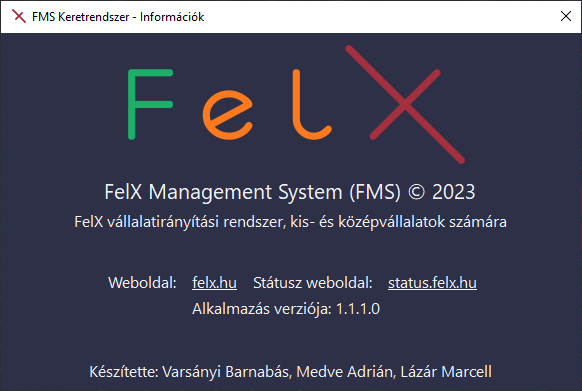 FMS Keretrendszer - Információk
FelX
FelX Management System (FMS) © 2023
FelX vállalatirányítási rendszer, kis- és középvállalatok számára
Weboldal: felx.hu Státusz weboldal: status.felx.hu
Alkalmazás verziója: 1.1.1.0
Készítette: Varsányi Barnabás, Medve Adrián, Lázár Marcell